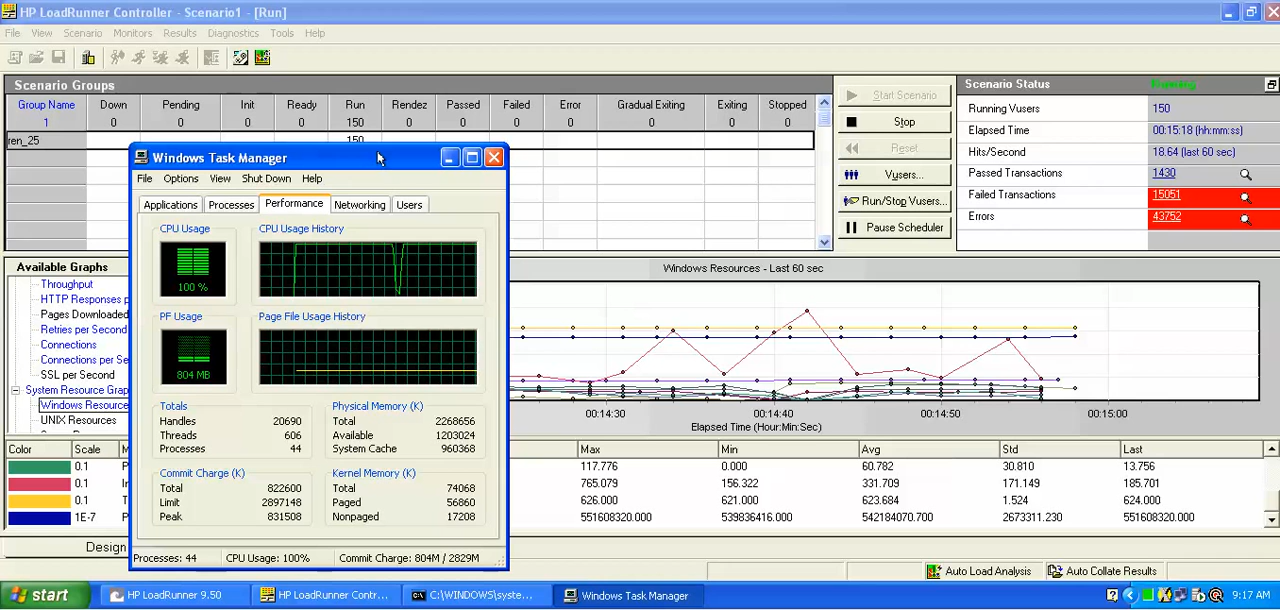 HP LoadRunner Controller - Scenario1 - [Run]
File View Scenario Monitors Results Diagnostics Tools Help
Scenario Groups
Group Name Down Pending Init Ready Run Rendez Passed Failed Error Gradual Exiting Exiting Stopped
1 0 0 0 0 150 0 0 0 0 0 0 0
ren_25 150
Start Scenario
Stop
Reset
Vusers...
Run/Stop Vusers...
Pause Scheduler
Scenario Status Running
Running Vusers 150
Elapsed Time 00:15:18 (hh:mm:ss)
Hits/Second 18.64 (last 60 sec)
Passed Transactions 1430
Failed Transactions 15051
Errors 43752
Windows Task Manager
File Options View Shut Down Help
Applications Processes Performance Networking Users
CPU Usage CPU Usage History
100 %
PF Usage Page File Usage History
804 MB
Totals
Handles 20690
Threads 606
Processes 44
Physical Memory (K)
Total 2268656
Available 1203024
System Cache 960368
Commit Charge (K)
Total 822600
Limit 2897148
Peak 831508
Kernel Memory (K)
Total 74068
Paged 56860
Nonpaged 17208
Processes: 44 CPU Usage: 100% Commit Charge: 804M / 2829M
Available Graphs
Throughput
HTTP Responses p
Pages Downloaded
Retries per Second
Connections
Connections per Se
SSL per Second
System Resource Grap
Windows Resource
UNIX Resources
Windows Resources - Last 60 sec
00:14:30 00:14:40 00:14:50 00:15:00
Elapsed Time (Hour:Min:Sec)
Color Scale M Max Min Avg Std Last
0.1 P 117.776 0.000 60.782 30.810 13.756
0.1 In 765.079 156.322 331.709 171.149 185.701
0.1 T 626.000 621.000 623.684 1.524 624.000
1E-7 P 551608320.000 539836416.000 542184070.700 2673311.230 551608320.000
Design
Auto Load Analysis Auto Collate Results
start HP LoadRunner 9.50 HP LoadRunner Contr... C:\WINDOWS\syste... Windows Task Manager 9:17 AM